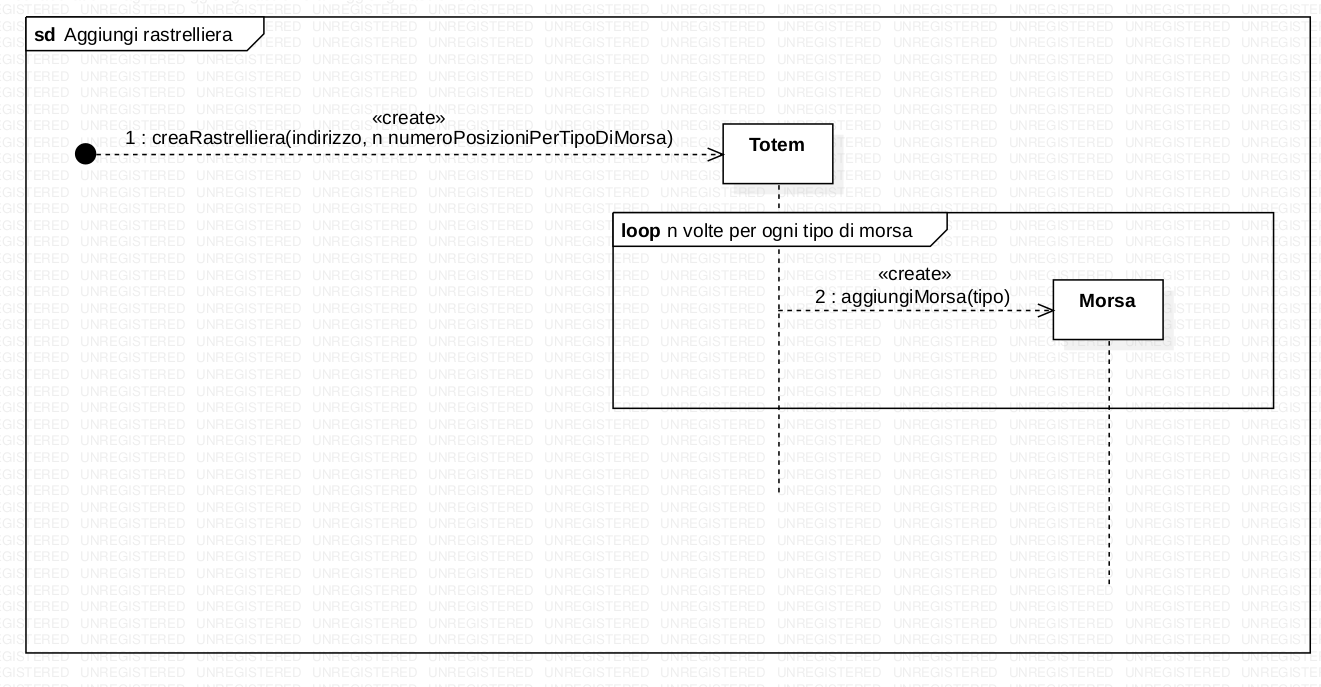 sd Aggiungi rastrelliera
«create»
1 : creaRastrelliera(indirizzo, n numeroPosizioniPerTipoDiMorsa)
Totem
loop n volte per ogni tipo di morsa
«create»
2 : aggiungiMorsa(tipo)
Morsa
UNREGISTERED